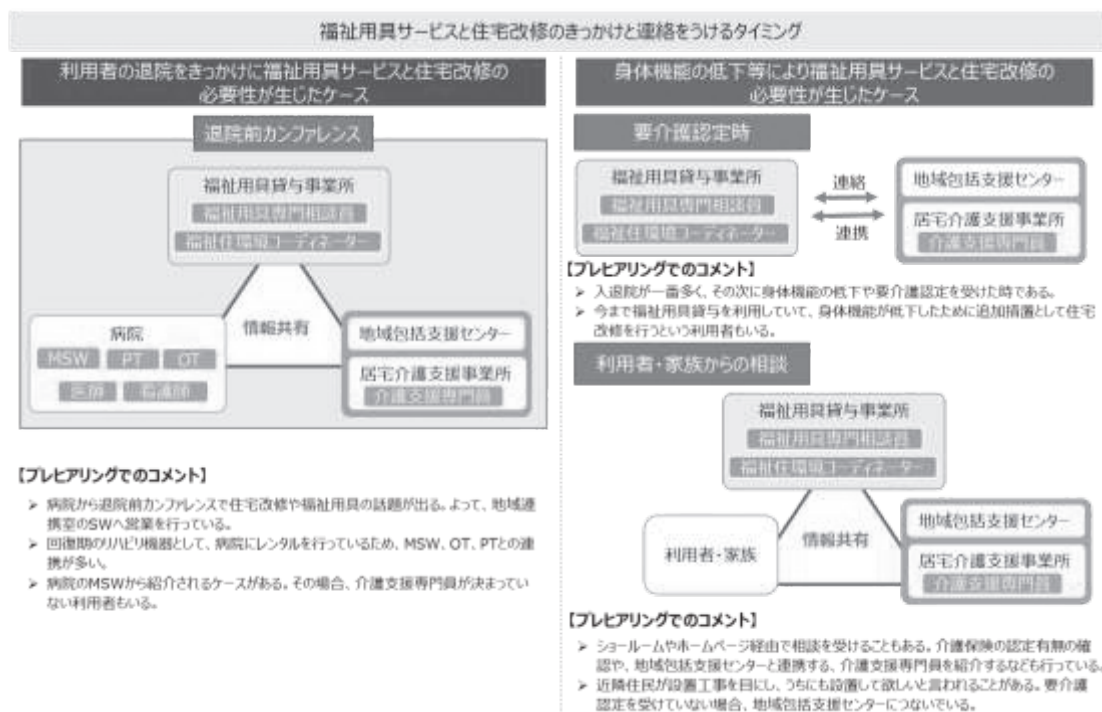 福祉用具サービスと住宅改修のきっかけと連絡をうけるタイミング
利用者の退院をきっかけに福祉用具サービスと住宅改修の
必要性が生じたケース
退院前カンファレンス
福祉用具貸与事業所
福祉用具専門相談員
福祉住環境コーディネーター
情報共有
病院
MSW PT OT
医師 看護師
地域包括支援センター
居宅介護支援事業所
介護支援専門員
【プレヒアリングでのコメント】
➢ 病院から退院前カンファレンスで住宅改修や福祉用具の話題が出る。よって、地域連
携室のSWへ営業を行っている。
➢ 回復期のリハビリ機器として、病院にレンタルを行っているため、MSW、OT、PTとの連
携が多い。
➢ 病院のMSWから紹介されるケースがある。その場合、介護支援専門員が決まってい
ない利用者もいる。
身体機能の低下等により福祉用具サービスと住宅改修の
必要性が生じたケース
要介護認定時
福祉用具貸与事業所
福祉用具専門相談員
福祉住環境コーディネーター
連絡
連携
地域包括支援センター
居宅介護支援事業所
介護支援専門員
【プレヒアリングでのコメント】
➢ 入退院が一番多く、その次に身体機能の低下や要介護認定を受けた時である。
➢ 今まで福祉用具貸与を利用していて、身体機能が低下したために追加措置として住宅
改修を行うという利用者もいる。
利用者・家族からの相談
福祉用具貸与事業所
福祉用具専門相談員
福祉住環境コーディネーター
情報共有
利用者・家族
地域包括支援センター
居宅介護支援事業所
介護支援専門員
【プレヒアリングでのコメント】
➢ ショールームやホームページ経由で相談を受けることもある。介護保険の認定有無の確
認や、地域包括支援センターと連携する、介護支援専門員を紹介するなども行っている。
➢ 近隣住民が設置工事を目にし、うちにも設置して欲しいと言われることがある。要介護
認定を受けていない場合、地域包括支援センターにつないでいる。